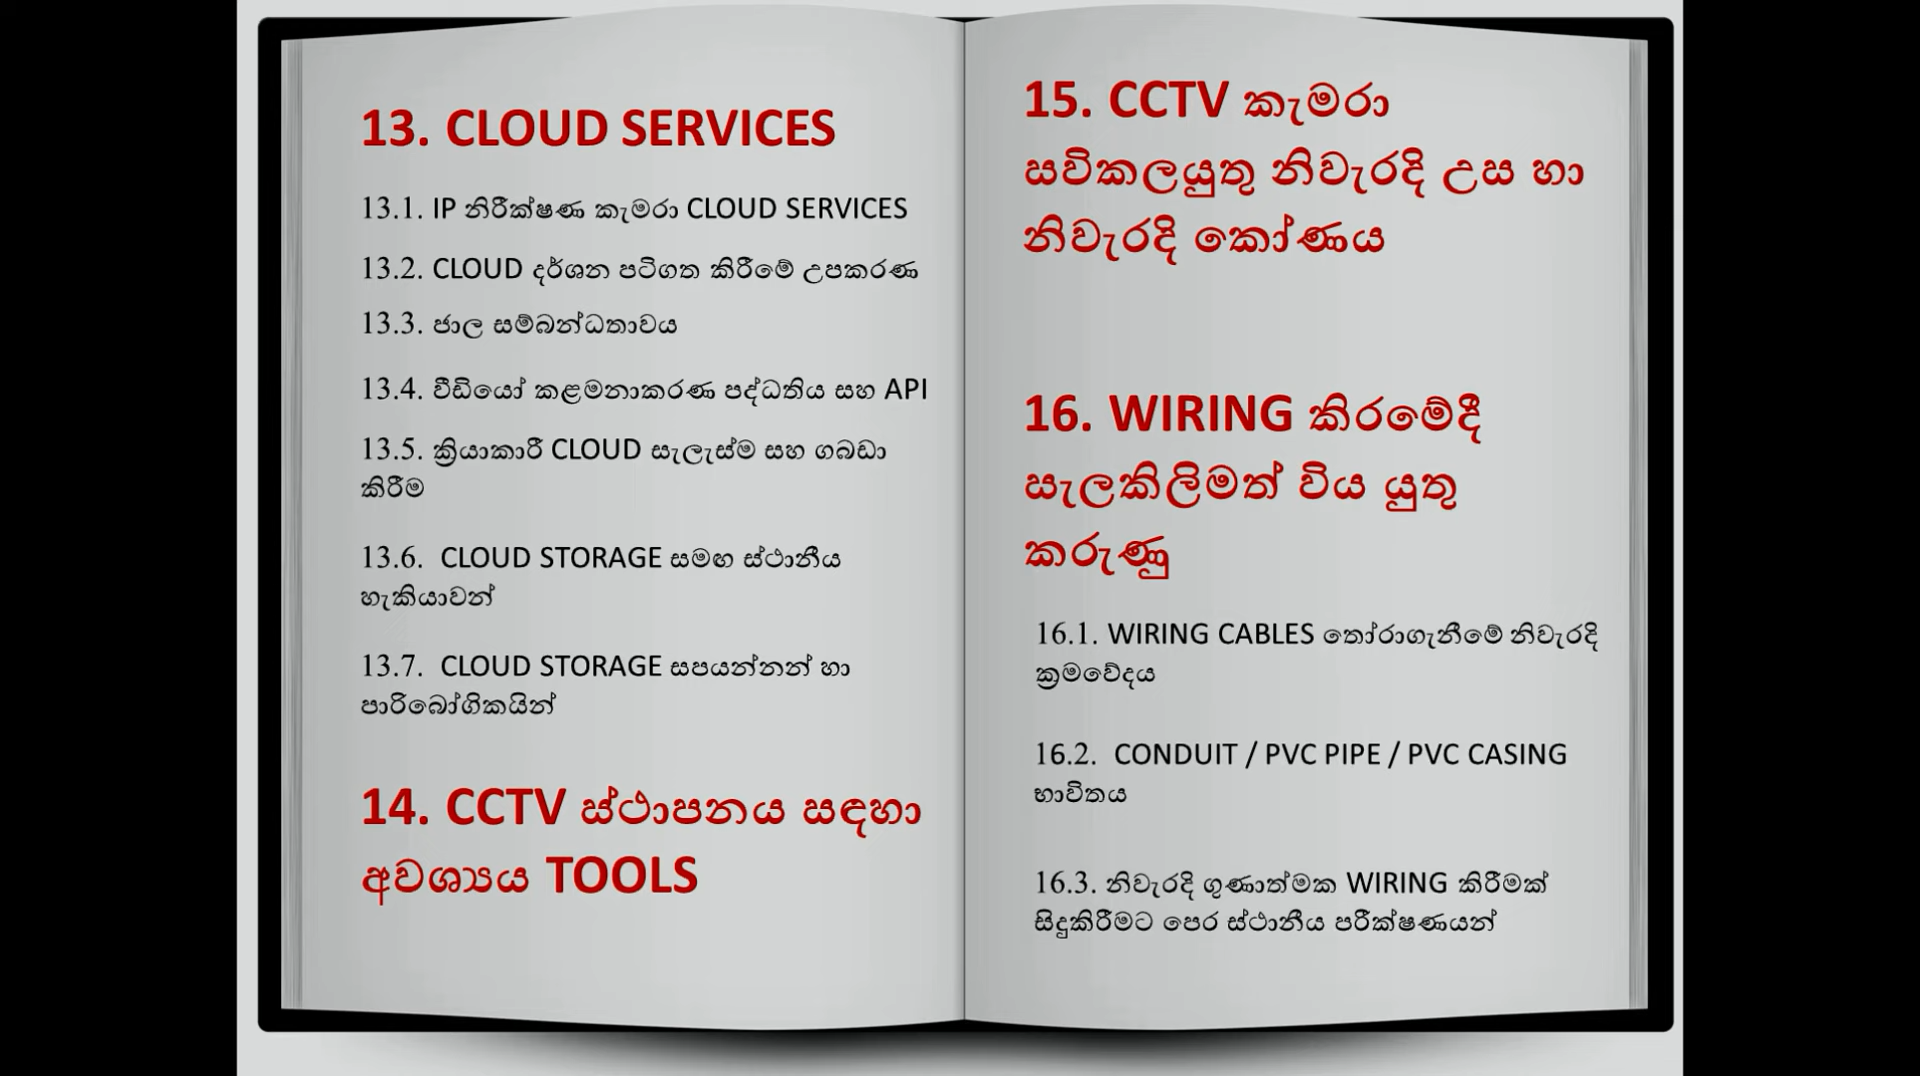 13. CLOUD SERVICES
13.1. IP නිරීක්ෂණ කැමරා CLOUD SERVICES
13.2. CLOUD දර්ශන පටිගත කිරීමේ උපකරණ
13.3. ජාල සම්බන්ධතාවය
13.4. වීඩියෝ කළමනාකරණ පද්ධතිය සහ API
13.5. ක්‍රියාකාරී CLOUD සැලැස්ම සහ ගබඩා
කිරීම
13.6. CLOUD STORAGE සමඟ ස්ථානීය
හැකියාවන්
13.7. CLOUD STORAGE සපයන්නන් හා
පාරිබෝගිකයින්
14. CCTV ස්ථාපනය සඳහා
අවශ්‍යය TOOLS
15. CCTV කැමරා
සවිකලයුතු නිවැරදි උස හා
නිවැරදි කෝණය
16. WIRING කිරමේදී
සැලකිලිමත් විය යුතු
කරුණු
16.1. WIRING CABLES තෝරාගැනීමේ නිවැරදි
ක්‍රමවේදය
16.2. CONDUIT / PVC PIPE / PVC CASING
භාවිතය
16.3. නිවැරදි ගුණාත්මක WIRING කිරීමක්
සිදුකිරීමට පෙර ස්ථානීය පරීක්ෂණයන්